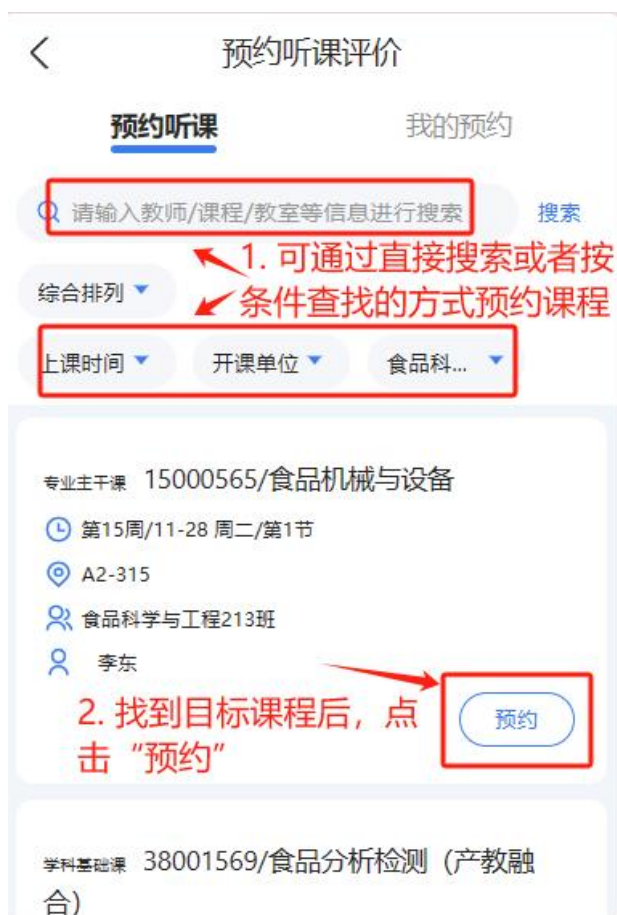 预约听课评价
预约听课 我的预约
请输入教师/课程/教室等信息进行搜索 搜索
1. 可通过直接搜索或者按
综合排列
条件查找的方式预约课程
上课时间 开课单位 食品科...
专业主干课 15000565/食品机械与设备
第15周/11-28 周二/第1节
A2-315
食品科学与工程213班
李东
2. 找到目标课程后，点
击“预约”
预约
学科基础课 38001569/食品分析检测（产教融
合）